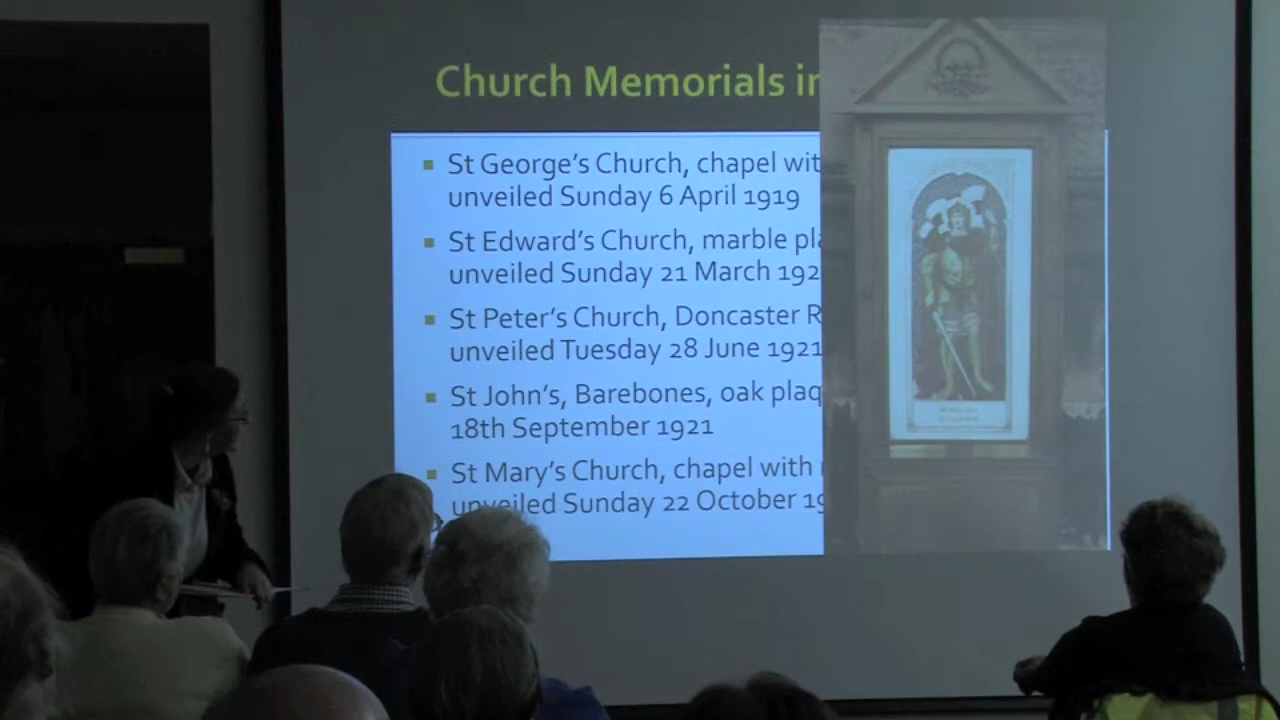 Church Memorials in
St George's Church, chapel wit
unveiled Sunday 6 April 1919
St Edward's Church, marble pla
unveiled Sunday 21 March 192
St Peter's Church, Doncaster R
unveiled Tuesday 28 June 1921
St John's, Barebones, oak plaq
18th September 1921
St Mary's Church, chapel with
unveiled Sunday 22 October 19